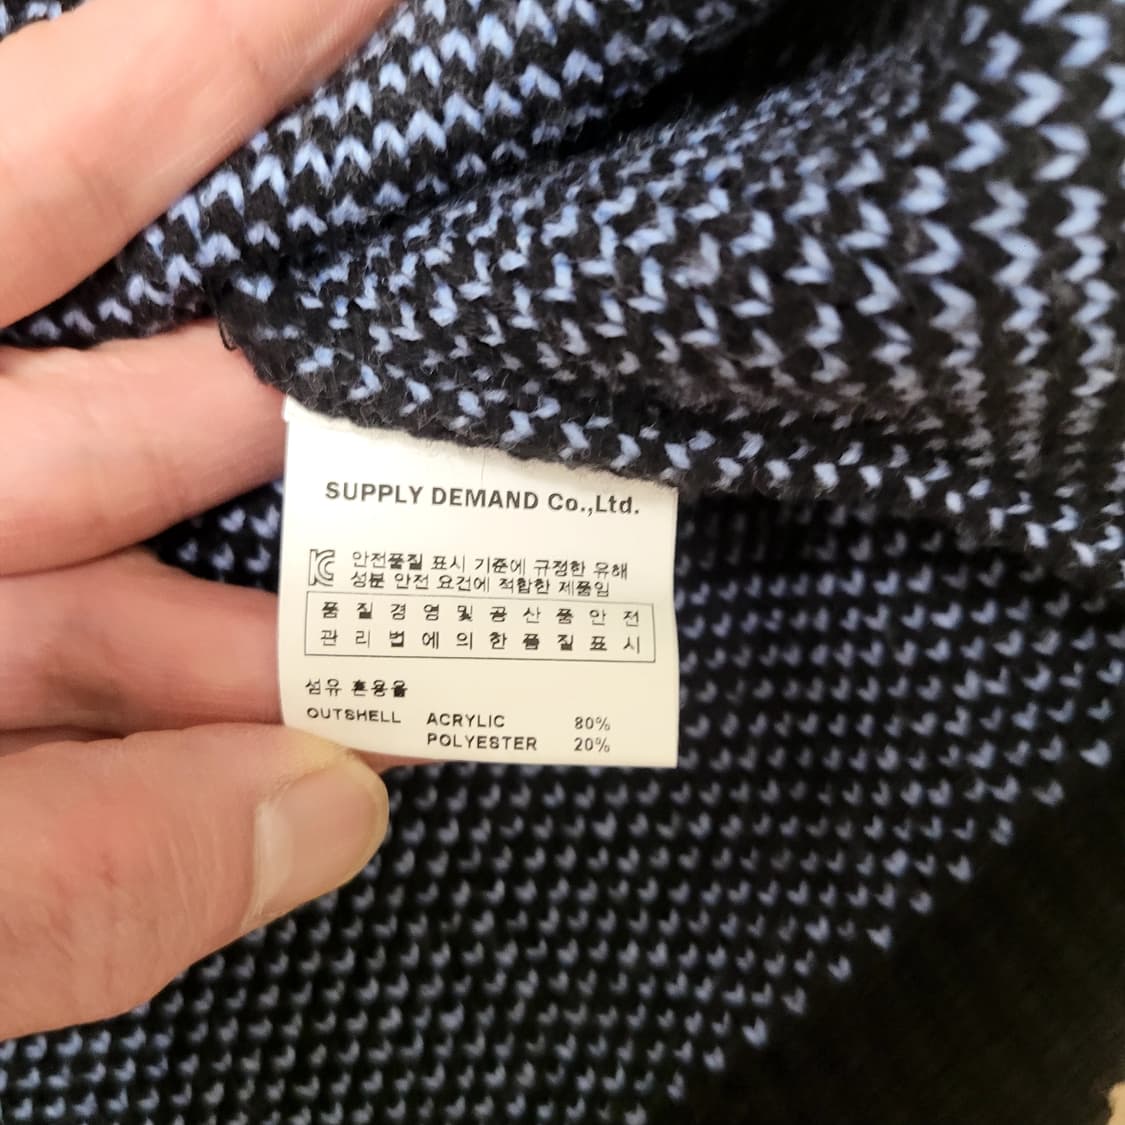 SUPPLY DEMAND Co.,Ltd.
KC 안전품질 표시 기준에 규정한 유해
성분 안전 요건에 적합한 제품임
품 질 경 영 및 공 산 품 안 전
관 리 법 에 의 한 품 질 표 시
섬유 혼용율
OUTSHELL ACRYLIC 80%
POLYESTER 20%